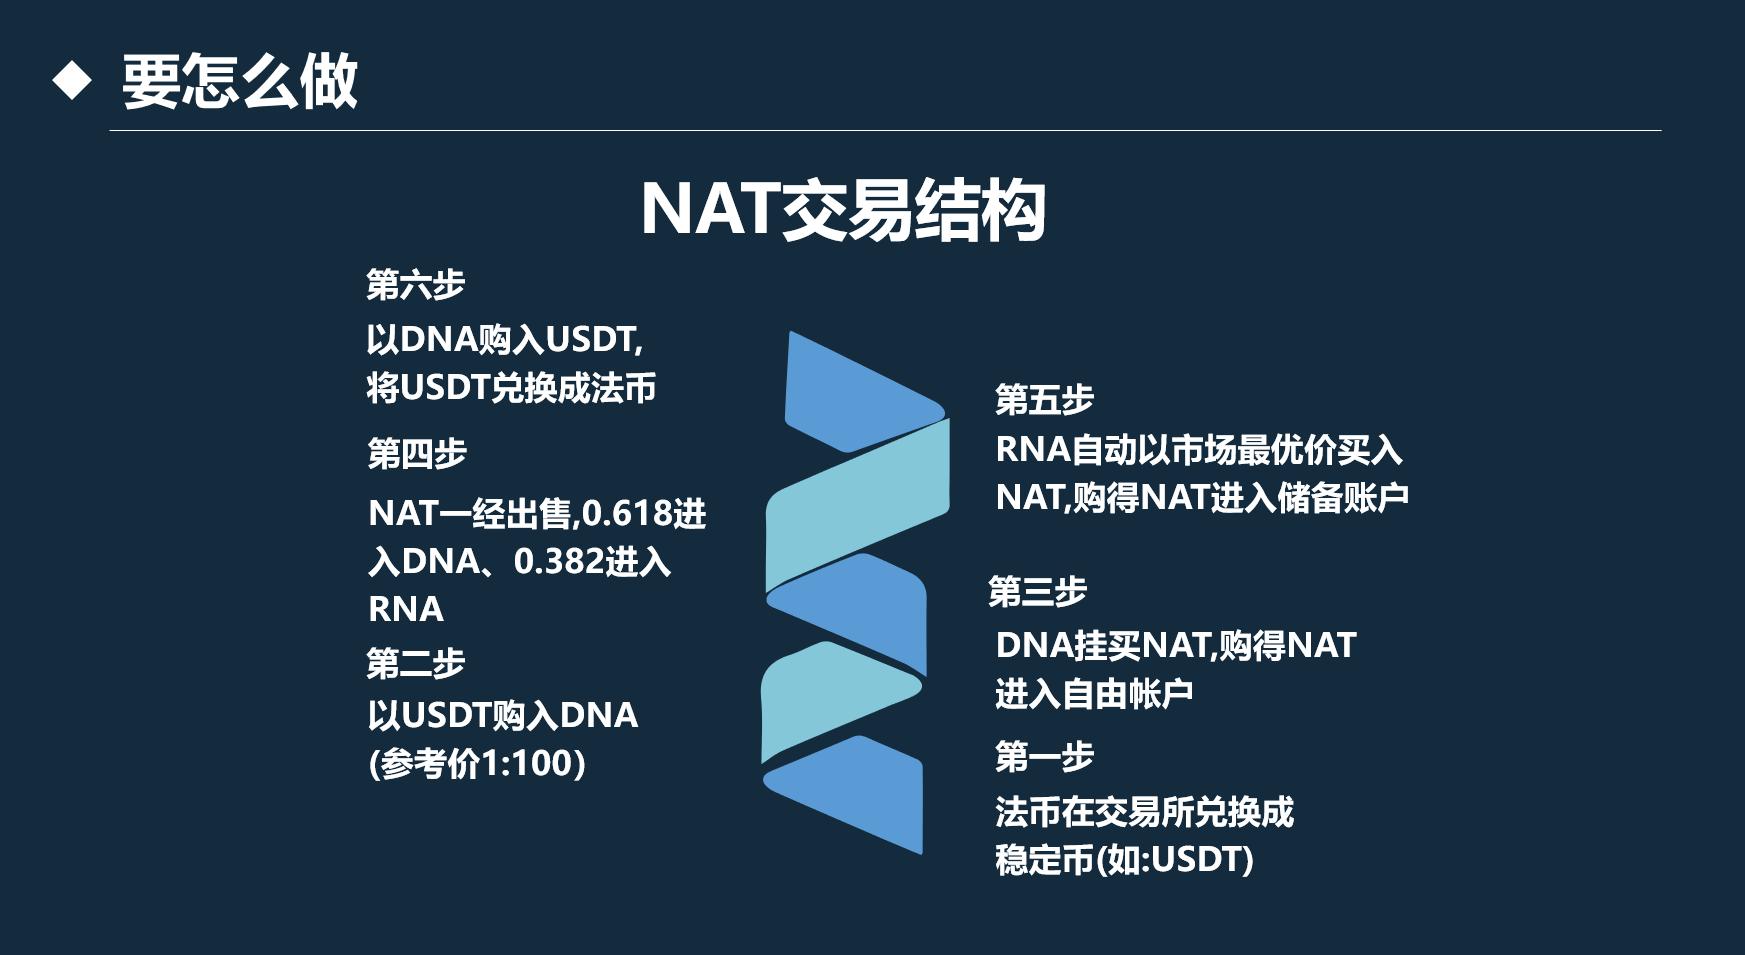 要怎么做
NAT交易结构
第六步
以DNA购入USDT,
将USDT兑换成法币
第五步
RNA自动以市场最优价买入
NAT,购得NAT进入储备账户
第四步
NAT一经出售,0.618进
入DNA、0.382进入
RNA
第三步
DNA挂买NAT,购得NAT
进入自由帐户
第二步
以USDT购入DNA
(参考价1:100)
第一步
法币在交易所兑换成
稳定币(如:USDT)